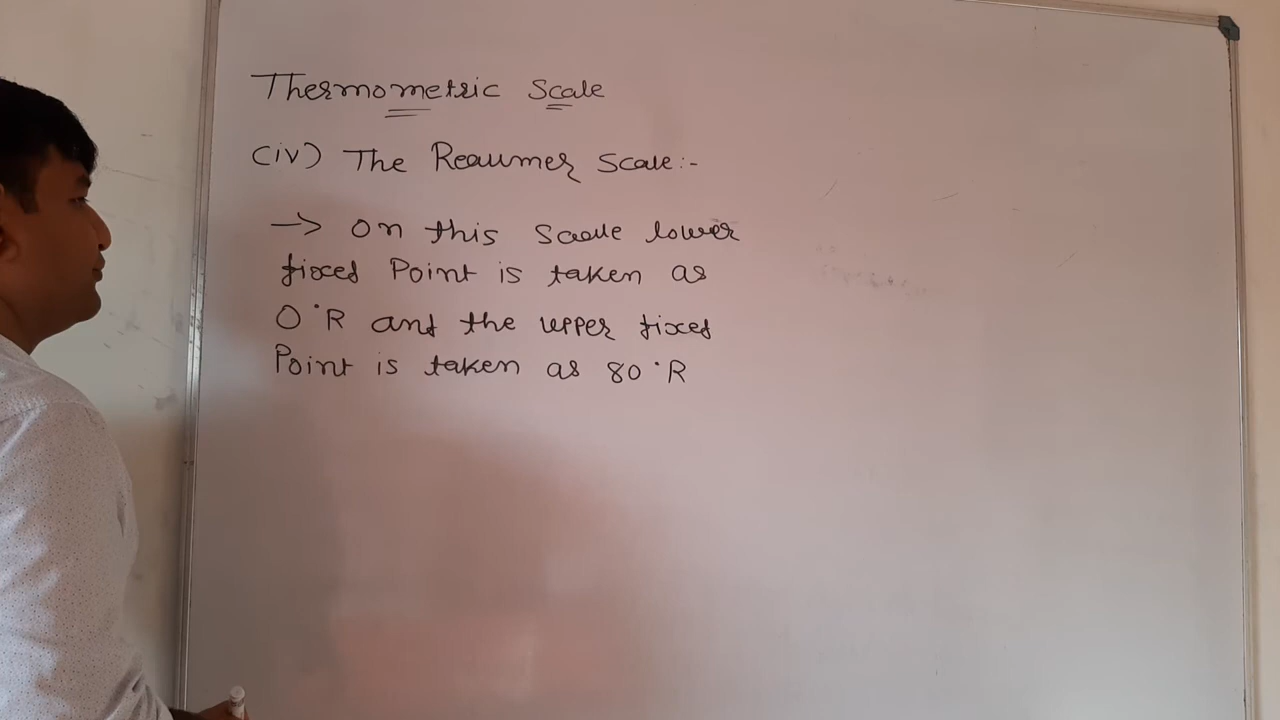 Thermometric Scale
(iv) The Reaumer Scale:-
→ On this Scale lower
fixed Point is taken as
0°R and the upper fixed
Point is taken as 80°R